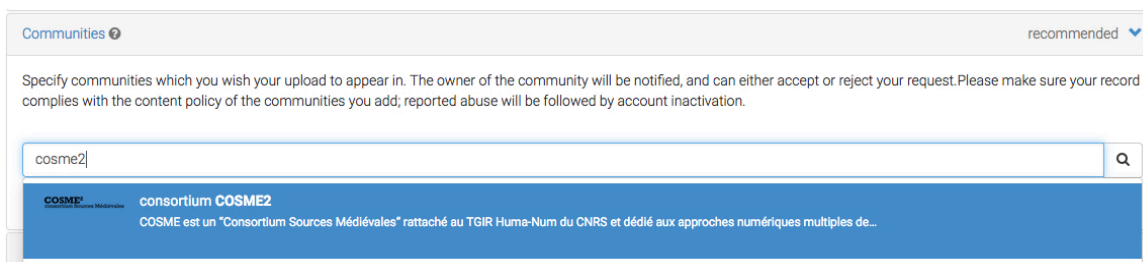 Communities
recommended
Specify communities which you wish your upload to appear in. The owner of the community will be notified, and can either accept or reject your request.Please make sure your record
complies with the content policy of the communities you add; reported abuse will be followed by account inactivation.
cosme2
COSME²
consortium Sources Médiévales
consortium COSME2
COSME est un "Consortium Sources Médiévales" rattaché au TGIR Huma-Num du CNRS et dédié aux approches numériques multiples de...